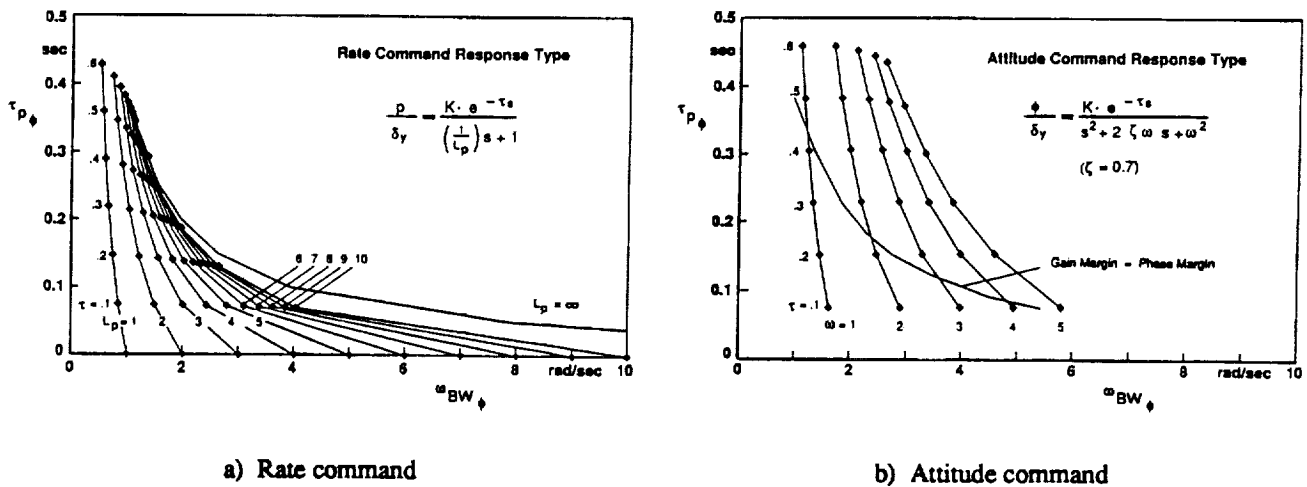 0.5
sec
0.4
τpϕ
0.3
0.2
0.1
0
.6
.5
.4
.3
.2
τ = .1
Lp = 1
2
3
4
5
6 7 8 9 10
Rate Command Response Type
p/δy = K· e^-τs / ((1/Lp) s + 1)
Lp = ∞
0
2
4
6
8
rad/sec
10
ωBWϕ
a) Rate command
0.5
sec
0.4
τpϕ
0.3
0.2
0.1
0
.6
.5
.4
.3
.2
τ = .1
ω = 1
2
3
4
5
Attitude Command Response Type
ϕ/δy = K· e^-τs / (s² + 2 ζ ω s + ω²)
(ζ = 0.7)
Gain Margin = Phase Margin
0
2
4
6
8
rad/sec
10
ωBWϕ
b) Attitude command